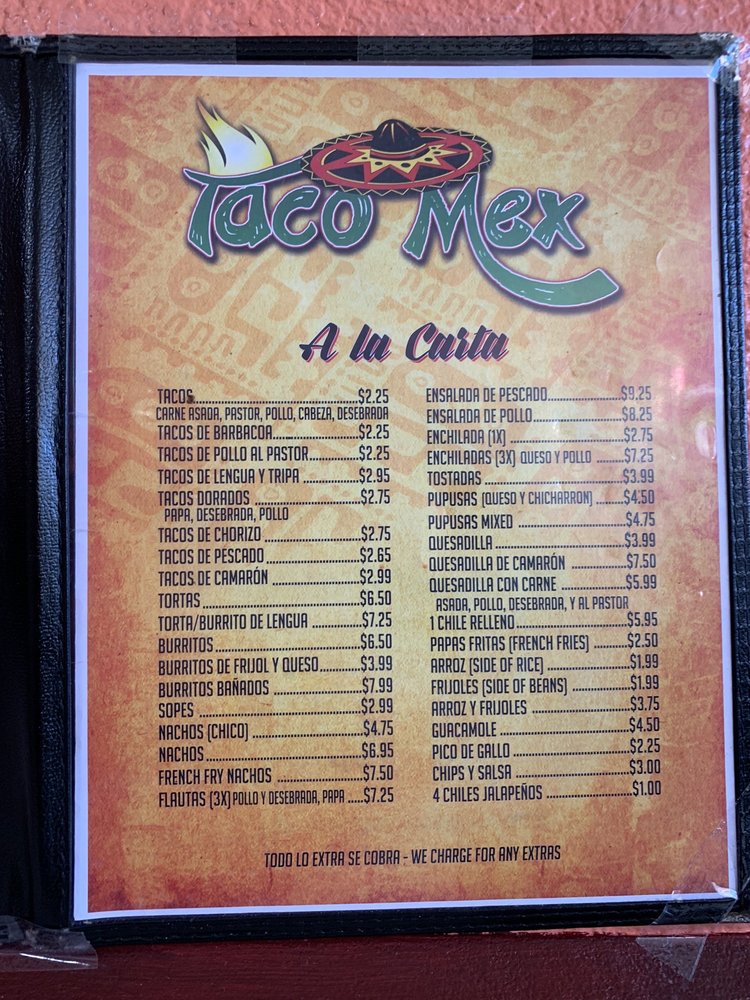 Taco Mex
A la Carta
TACOS..............................$2.25
CARNE ASADA, PASTOR, POLLO, CABEZA, DESEBRADA
TACOS DE BARBACOA...............$2.25
TACOS DE POLLO AL PASTOR..........$2.25
TACOS DE LENGUA Y TRIPA ............$2.95
TACOS DORADOS ....................$2.75
PAPA, DESEBRADA, POLLO
TACOS DE CHORIZO ..................$2.75
TACOS DE PESCADO..................$2.65
TACOS DE CAMARÓN .................$2.99
TORTAS .............................$6.50
TORTA/BURRITO DE LENGUA ..........$7.25
BURRITOS...........................$6.50
BURRITOS DE FRIJOL Y QUESO.........$3.99
BURRITOS BAÑADOS .................$7.99
SOPES ..............................$2.99
NACHOS (CHICO) ....................$4.75
NACHOS.............................$6.95
FRENCH FRY NACHOS ................$7.50
FLAUTAS (3X) POLLO Y DESEBRADA, PAPA .....$7.25
ENSALADA DE PESCADO...............$9.25
ENSALADA DE POLLO..................$8.25
ENCHILADA (1X) .....................$2.75
ENCHILADAS (3X) QUESO Y POLLO .......$7.25
TOSTADAS ...........................$3.99
PUPUSAS (QUESO Y CHICHARRON) .......$4.50
PUPUSAS MIXED .....................$4.75
QUESADILLA..........................$3.99
QUESADILLA DE CAMARÓN ............$7.50
QUESADILLA CON CARNE ..............$5.99
ASADA, POLLO, DESEBRADA, Y AL PASTOR
1 CHILE RELLENO.....................$5.95
PAPAS FRITAS (FRENCH FRIES) .........$2.50
ARROZ (SIDE OF RICE) .................$1.99
FRIJOLES (SIDE OF BEANS) .............$1.99
ARROZ Y FRIJOLES ....................$3.75
GUACAMOLE .........................$4.50
PICO DE GALLO .......................$2.25
CHIPS Y SALSA .......................$3.00
4 CHILES JALAPEÑOS ..................$1.00
TODO LO EXTRA SE COBRA - WE CHARGE FOR ANY EXTRAS